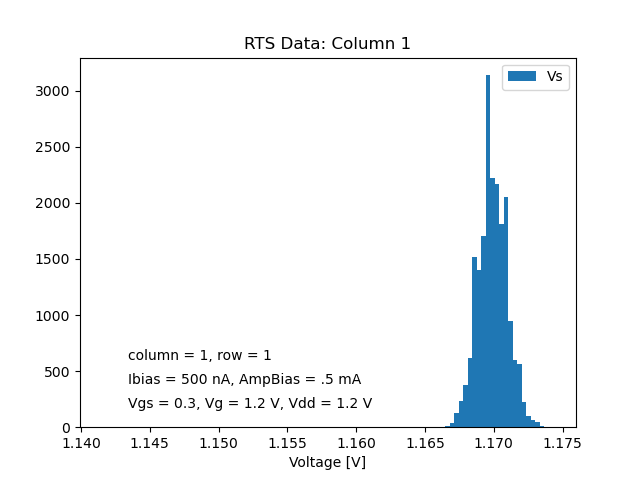 RTS Data: Column 1
Vs
3000
2500
2000
1500
1000
500
0
column = 1, row = 1
Ibias = 500 nA, AmpBias = .5 mA
Vgs = 0.3, Vg = 1.2 V, Vdd = 1.2 V
1.140 1.145 1.150 1.155 1.160 1.165 1.170 1.175
Voltage [V]